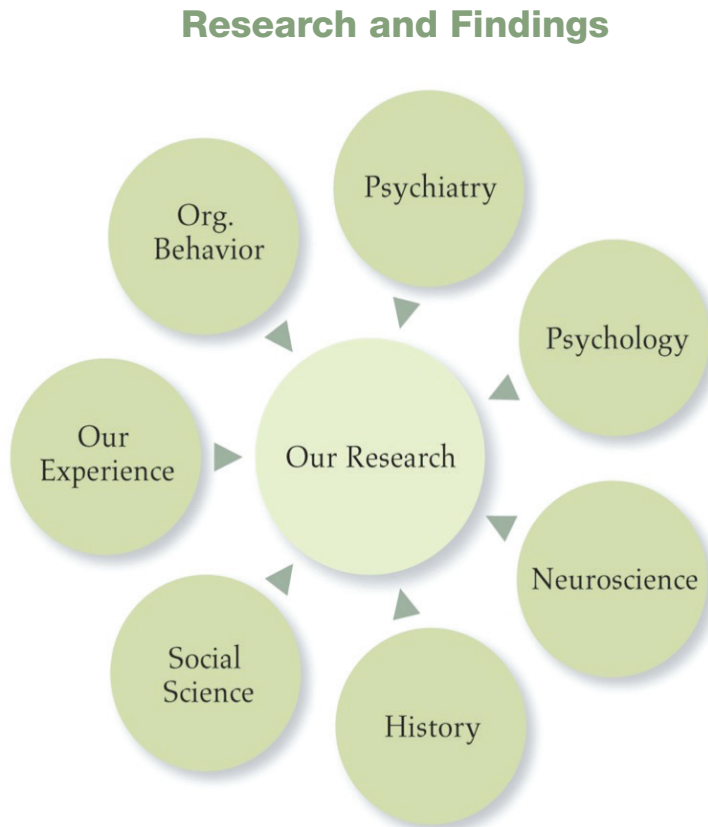 Research and Findings
Psychiatry
Org.
Behavior
Psychology
Our
Experience
Our Research
Neuroscience
Social
Science
History